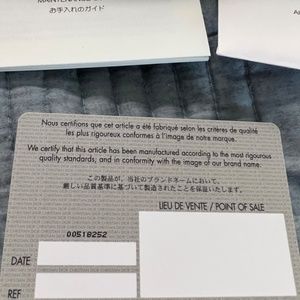 MAINTENANCE
お手入れのガイド
Nous certifions que cet article a été fabriqué selon les critères de qualité
les plus rigoureux conformes à l'image de notre marque.
We certify that this article has been manufactured according to the most rigorous
quality standards, and in conformity with the image of our brand name.
この製品が、当社のブランドネームにおいて、
厳しい品質基準に基づいて製造されたことを保証いたします。
LIEU DE VENTE / POINT OF SALE
00518252
DATE
REF